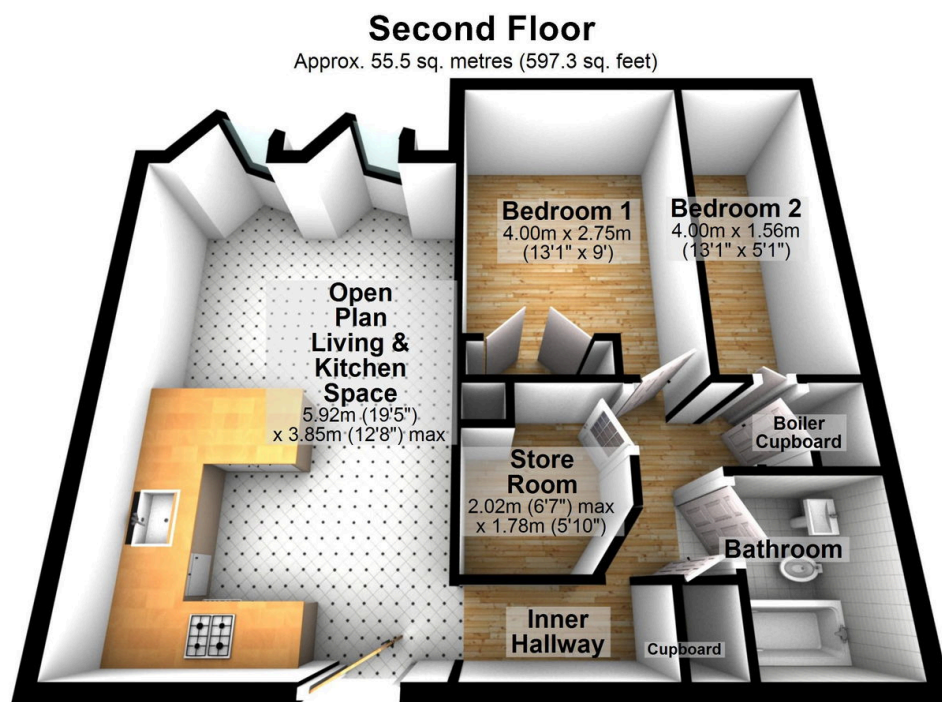 Second Floor
Approx. 55.5 sq. metres (597.3 sq. feet)
Bedroom 1
4.00m x 2.75m
(13'1" x 9')
Bedroom 2
4.00m x 1.56m
(13'1" x 5'1")
Open
Plan
Living &
Kitchen
Space
5.92m (19'5")
x 3.85m (12'8") max
Boiler
Cupboard
Store
Room
2.02m (6'7") max
x 1.78m (5'10")
Bathroom
Inner
Hallway
Cupboard